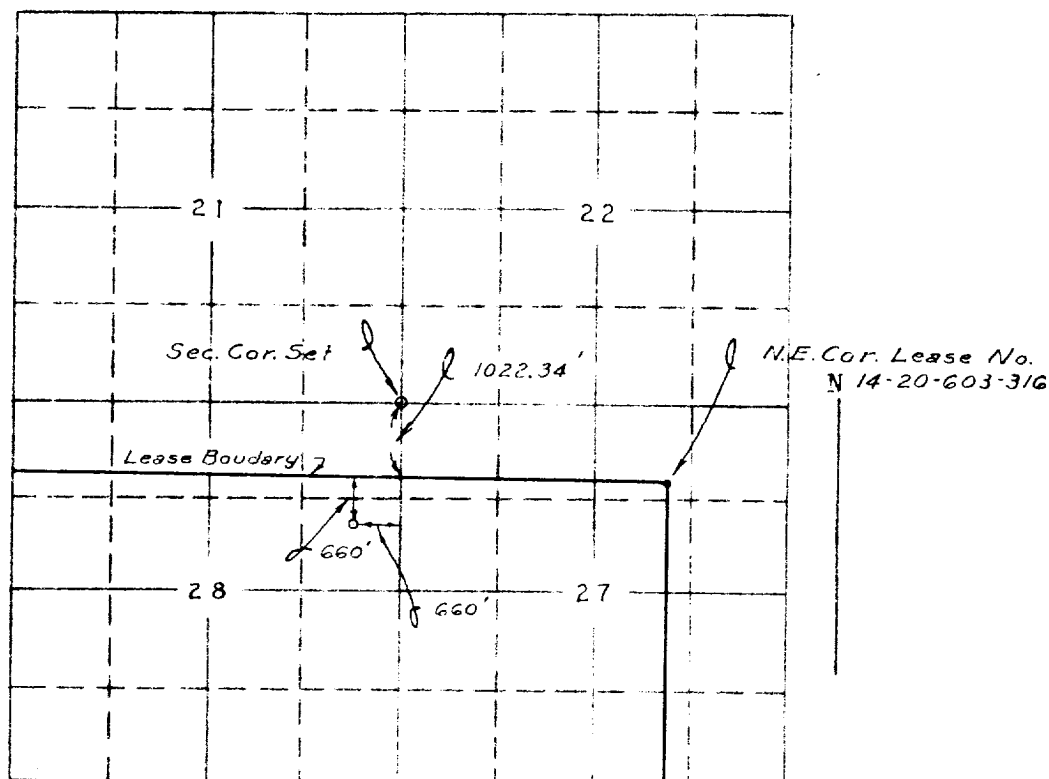 21
22
Sec. Cor. Set
1022.34'
N.E. Cor. Lease No.
N 14-20-603-316
Lease Boudary
660'
28
27
660'